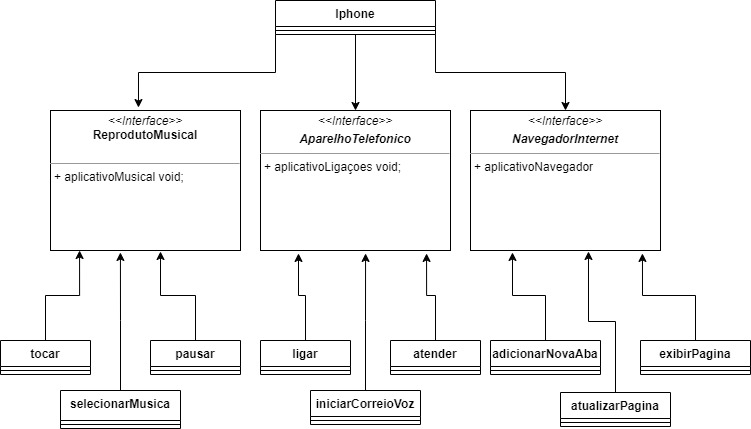 Iphone
<<Interface>>
ReprodutoMusical
+ aplicativoMusical void;
<<Interface>>
AparelhoTelefonico
+ aplicativoLigaçoes void;
<<Interface>>
NavegadorInternet
+ aplicativoNavegador
tocar
pausar
ligar
atender
adicionarNovaAba
exibirPagina
selecionarMusica
iniciarCorreioVoz
atualizarPagina